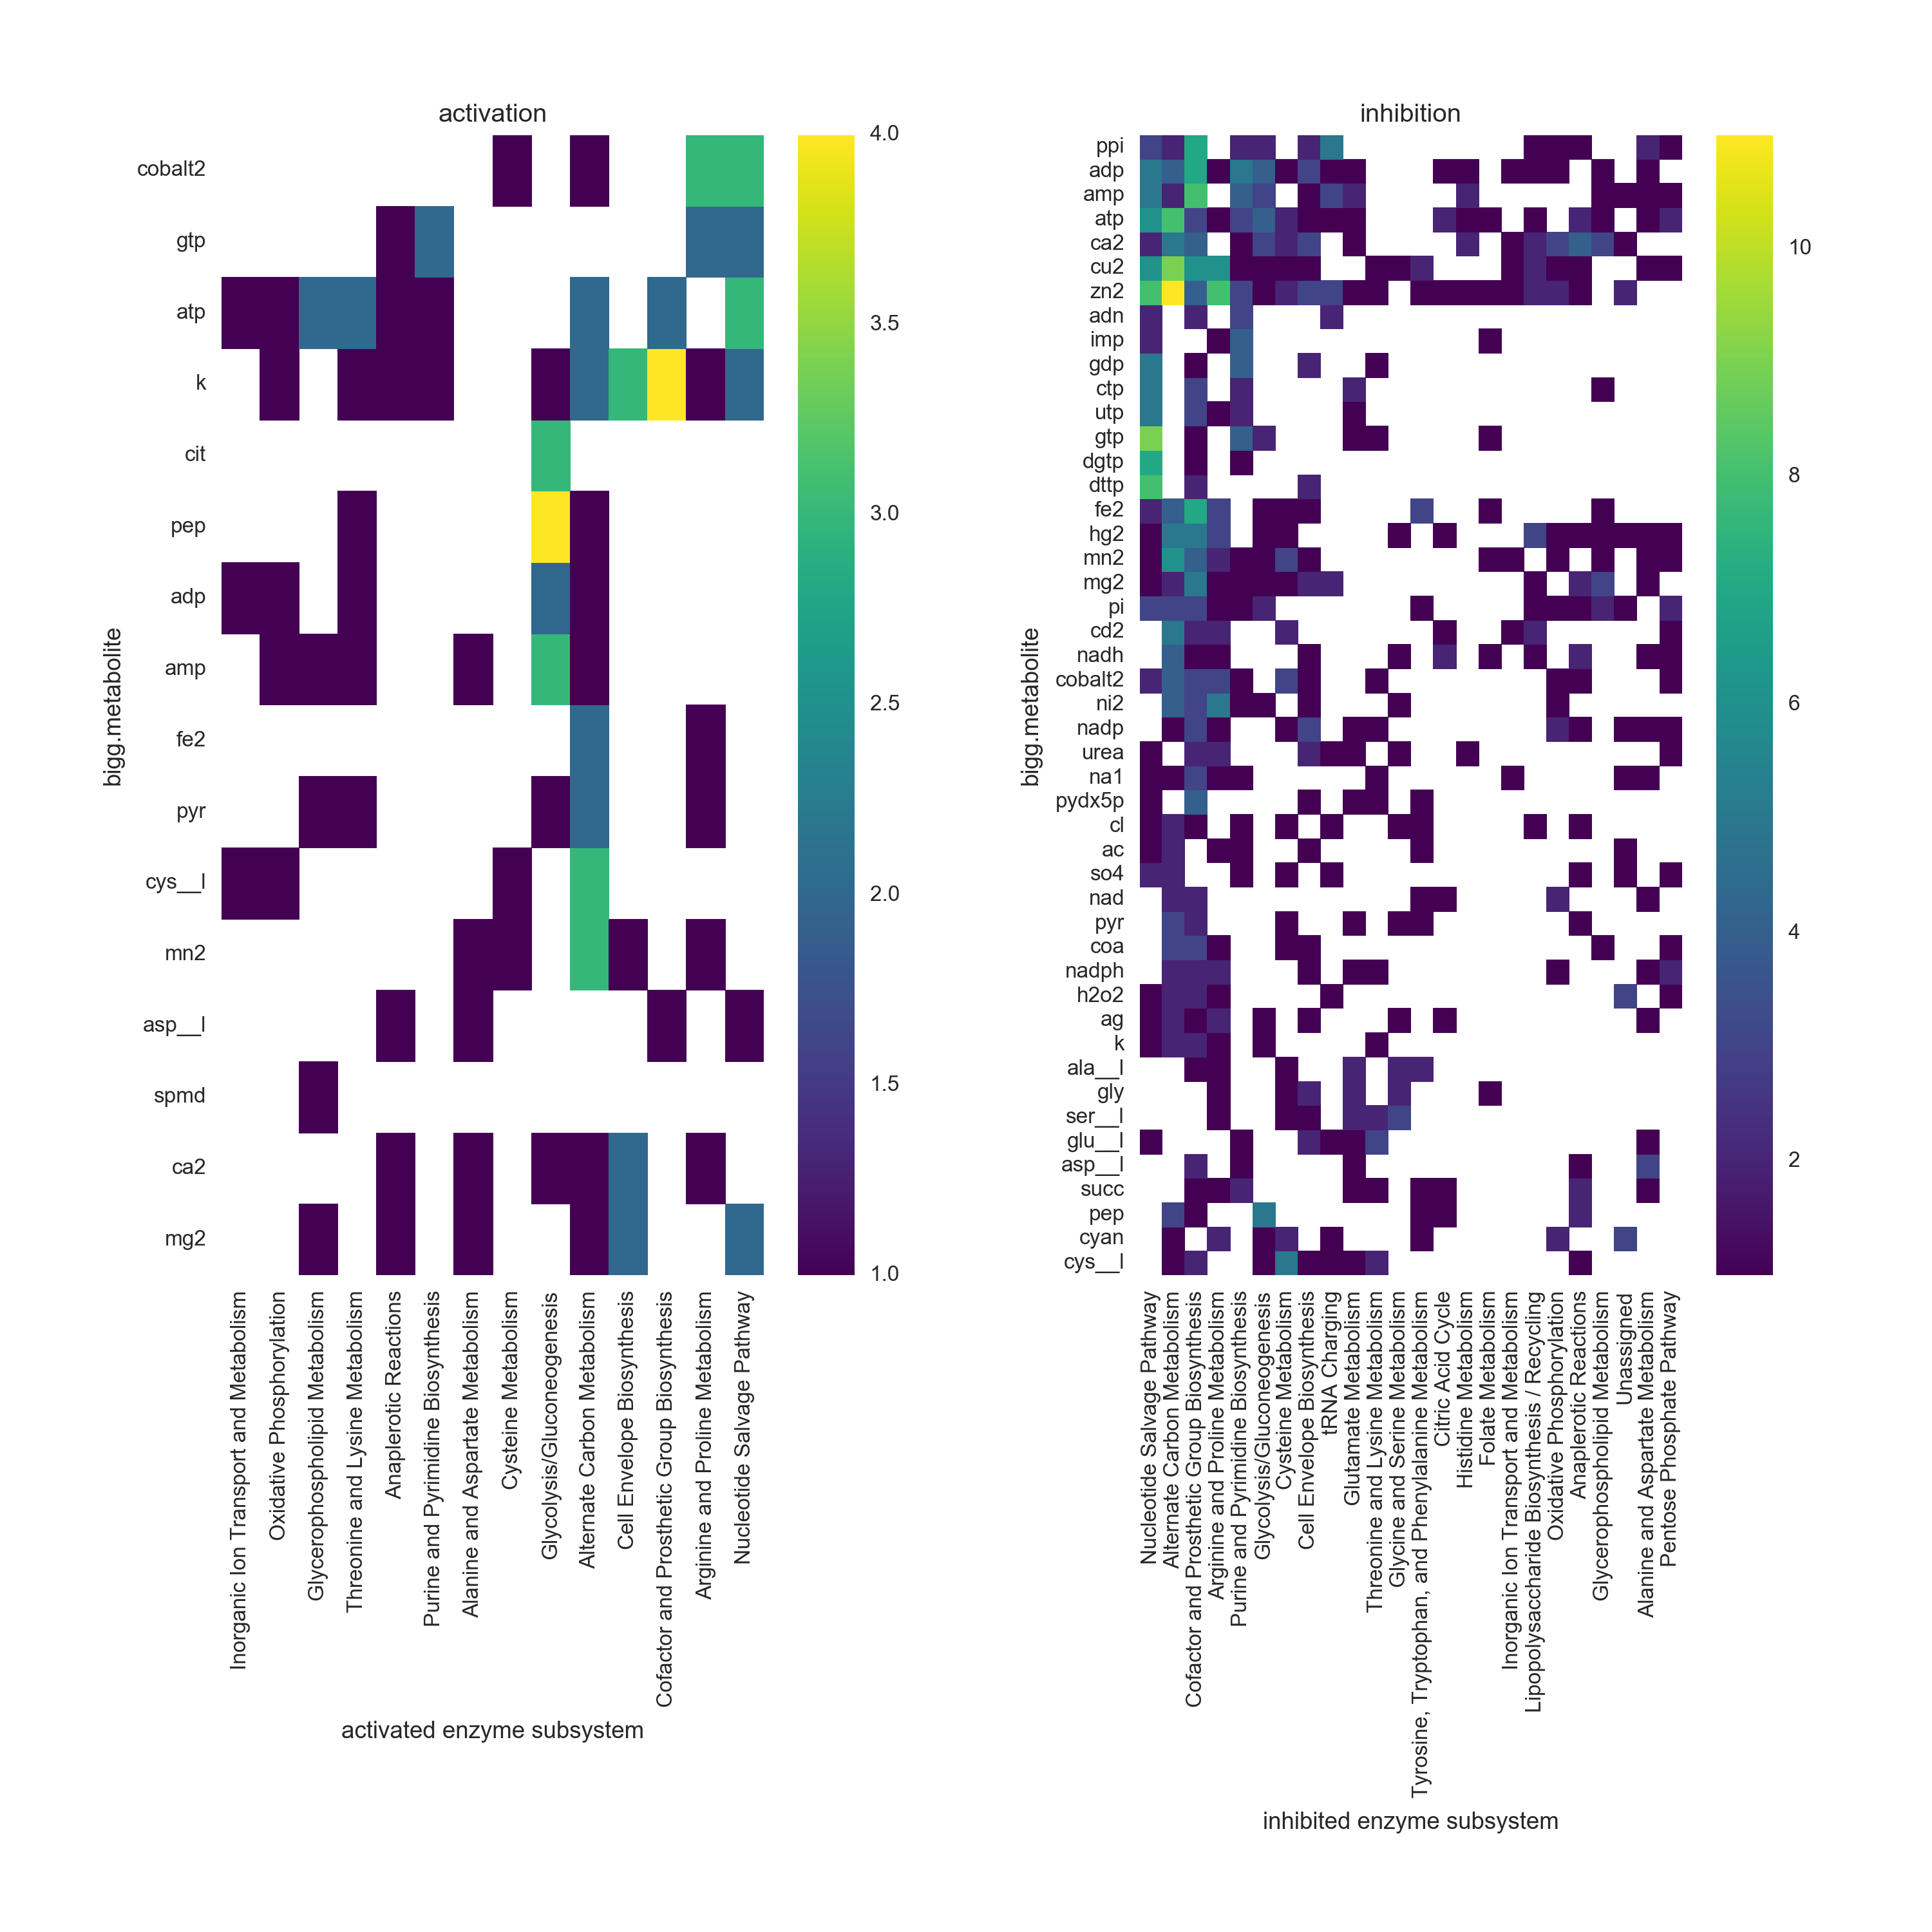 activation
bigg.metabolite
cobalt2
gtp
atp
k
cit
pep
adp
amp
fe2
pyr
cys__l
mn2
asp__l
spmd
ca2
mg2
4.0
3.5
3.0
2.5
2.0
1.5
1.0
Inorganic Ion Transport and Metabolism
Oxidative Phosphorylation
Glycerophospholipid Metabolism
Threonine and Lysine Metabolism
Anaplerotic Reactions
Purine and Pyrimidine Biosynthesis
Alanine and Aspartate Metabolism
Cysteine Metabolism
Glycolysis/Gluconeogenesis
Alternate Carbon Metabolism
Cell Envelope Biosynthesis
Cofactor and Prosthetic Group Biosynthesis
Arginine and Proline Metabolism
Nucleotide Salvage Pathway
activated enzyme subsystem
inhibition
bigg.metabolite
ppi
adp
amp
atp
ca2
cu2
zn2
adn
imp
gdp
ctp
utp
gtp
dgtp
dttp
fe2
hg2
mn2
mg2
pi
cd2
nadh
cobalt2
ni2
nadp
urea
na1
pydx5p
cl
ac
so4
nad
pyr
coa
nadph
h2o2
ag
k
ala__l
gly
ser__l
glu__l
asp__l
succ
pep
cyan
cys__l
10
8
6
4
2
Nucleotide Salvage Pathway
Alternate Carbon Metabolism
Cofactor and Prosthetic Group Biosynthesis
Arginine and Proline Metabolism
Purine and Pyrimidine Biosynthesis
Glycolysis/Gluconeogenesis
Cysteine Metabolism
Cell Envelope Biosynthesis
tRNA Charging
Glutamate Metabolism
Threonine and Lysine Metabolism
Glycine and Serine Metabolism
Tyrosine, Tryptophan, and Phenylalanine Metabolism
Citric Acid Cycle
Histidine Metabolism
Folate Metabolism
Inorganic Ion Transport and Metabolism
Lipopolysaccharide Biosynthesis / Recycling
Oxidative Phosphorylation
Anaplerotic Reactions
Glycerophospholipid Metabolism
Unassigned
Alanine and Aspartate Metabolism
Pentose Phosphate Pathway
inhibited enzyme subsystem